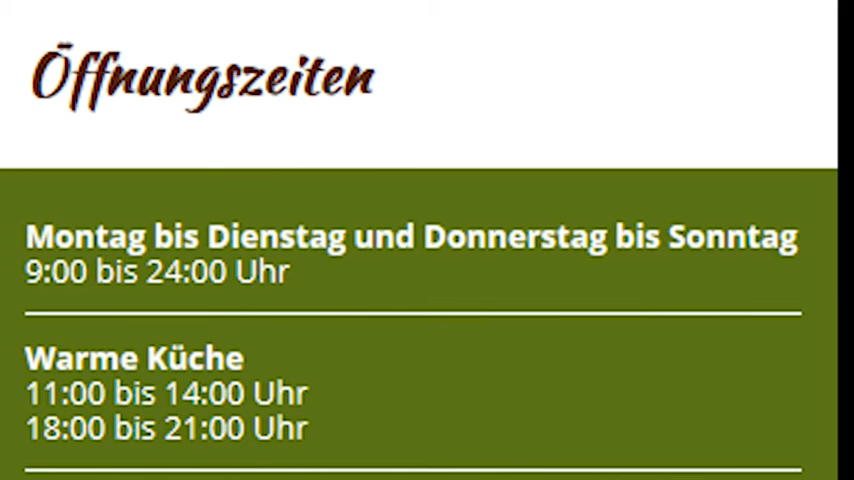 Öffnungszeiten
Montag bis Dienstag und Donnerstag bis Sonntag
9:00 bis 24:00 Uhr
Warme Küche
11:00 bis 14:00 Uhr
18:00 bis 21:00 Uhr